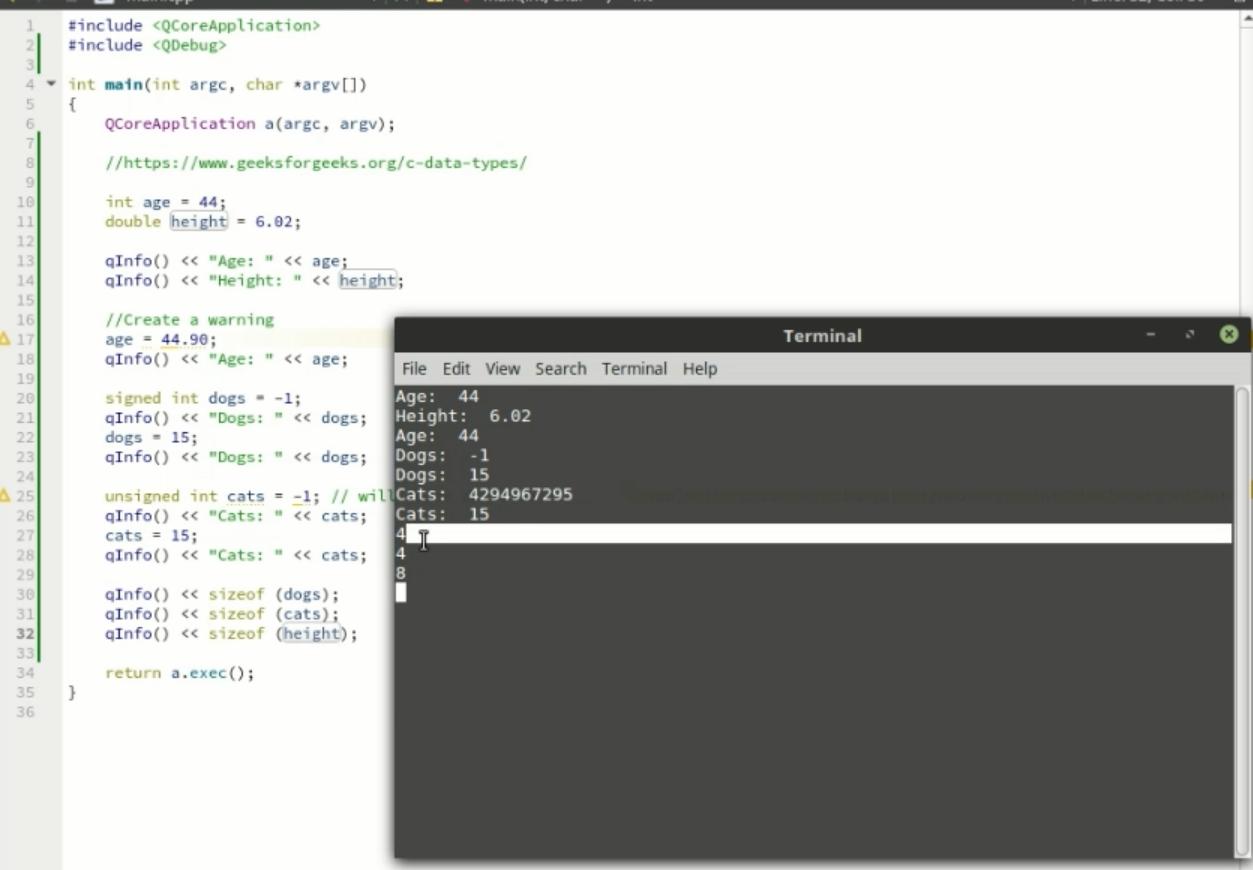 #include <QCoreApplication>
#include <QDebug>
int main(int argc, char *argv[])
{
QCoreApplication a(argc, argv);
//https://www.geeksforgeeks.org/c-data-types/
int age = 44;
double height = 6.02;
qInfo() << "Age: " << age;
qInfo() << "Height: " << height;
//Create a warning
age = 44.90;
qInfo() << "Age: " << age;
signed int dogs = -1;
qInfo() << "Dogs: " << dogs;
dogs = 15;
qInfo() << "Dogs: " << dogs;
unsigned int cats = -1; // will
qInfo() << "Cats: " << cats;
cats = 15;
qInfo() << "Cats: " << cats;
qInfo() << sizeof (dogs);
qInfo() << sizeof (cats);
qInfo() << sizeof (height);
return a.exec();
}
1
2
3
4
5
6
7
8
9
10
11
12
13
14
15
16
17
18
19
20
21
22
23
24
25
26
27
28
29
30
31
32
33
34
35
36
Terminal
File Edit View Search Terminal Help
Age:  44
Height:  6.02
Age:  44
Dogs:  -1
Dogs:  15
Cats:  4294967295
Cats:  15
4
4
8